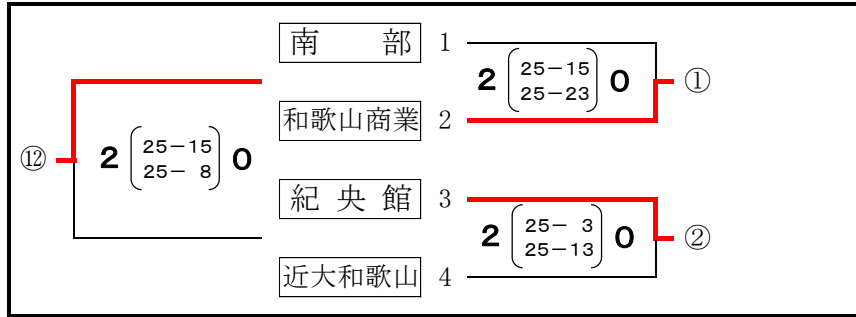 南 部 1
2 25-15 0 ①
25-23
和歌山商業 2
⑫ 2 25-15 0
25- 8
紀央館 3
2 25- 3 0 ②
25-13
近大和歌山 4